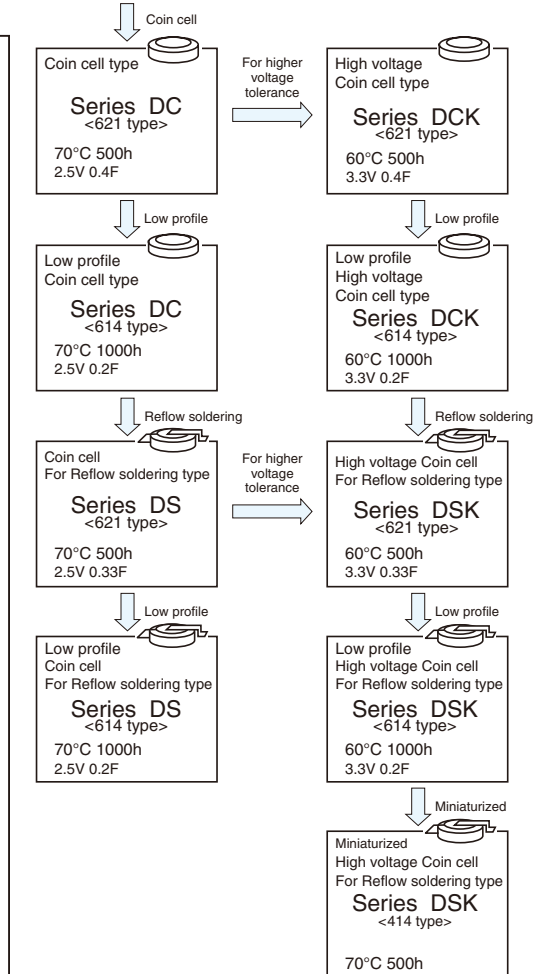 Coin cell
Coin cell type
Series DC
<621 type>
70°C 500h
2.5V 0.4F
For higher
voltage
tolerance
High voltage
Coin cell type
Series DCK
<621 type>
60°C 500h
3.3V 0.4F
Low profile
Low profile
Coin cell type
Series DC
<614 type>
70°C 1000h
2.5V 0.2F
Low profile
Low profile
High voltage
Coin cell type
Series DCK
<614 type>
60°C 1000h
3.3V 0.2F
Reflow soldering
Coin cell
For Reflow soldering type
Series DS
<621 type>
70°C 500h
2.5V 0.33F
For higher
voltage
tolerance
Reflow soldering
High voltage Coin cell
For Reflow soldering type
Series DSK
<621 type>
60°C 500h
3.3V 0.33F
Low profile
Low profile
Coin cell
For Reflow soldering type
Series DS
<614 type>
70°C 1000h
2.5V 0.2F
Low profile
Low profile
High voltage Coin cell
For Reflow soldering type
Series DSK
<614 type>
60°C 1000h
3.3V 0.2F
Miniaturized
Miniaturized
High voltage Coin cell
For Reflow soldering type
Series DSK
<414 type>
70°C 500h